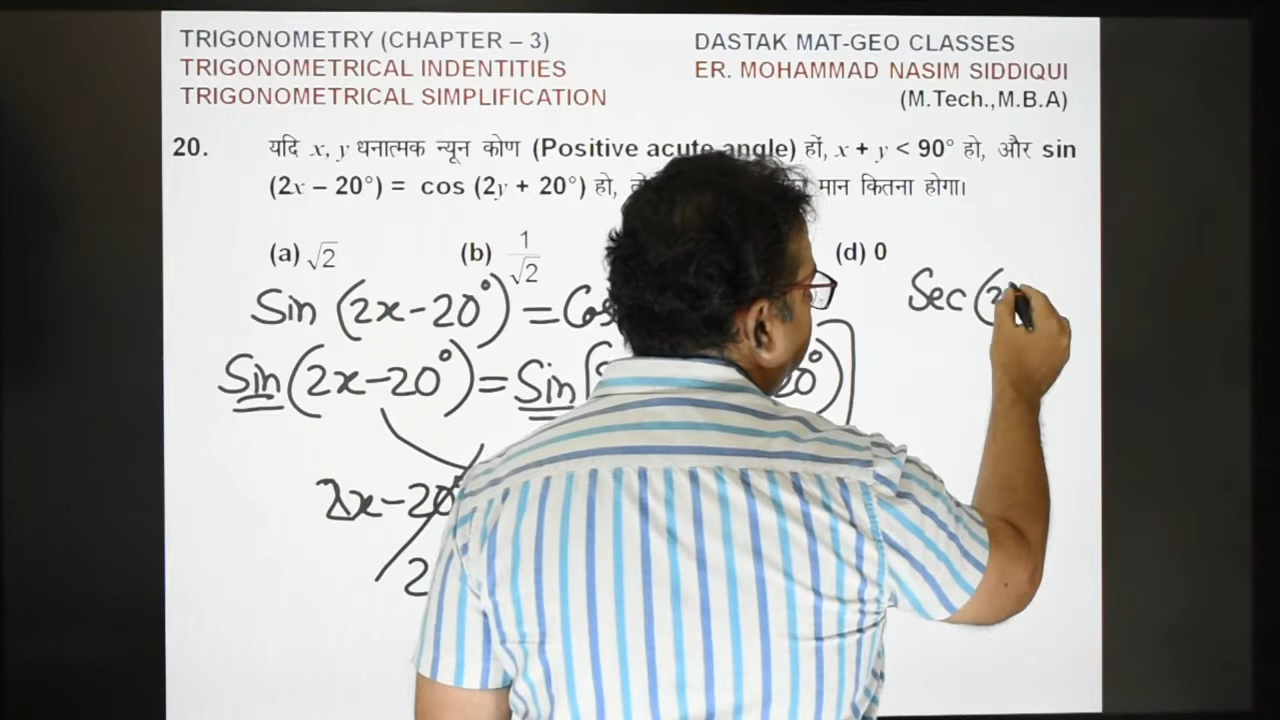 TRIGONOMETRY (CHAPTER – 3)
DASTAK MAT-GEO CLASSES
TRIGONOMETRICAL INDENTITIES
ER. MOHAMMAD NASIM SIDDIQUI
TRIGONOMETRICAL SIMPLIFICATION
(M.Tech.,M.B.A)
20. यदि x, y धनात्मक न्यून कोण (Positive acute angle) हों, x + y < 90° हो, और sin
(2x – 20°) = cos (2y + 20°) हो, मान कितना होगा।
(a) √2 (b) 1/√2 (d) 0
Sin (2x-20°) = Cos
Sec (
Sin (2x-20°) = Sin [ 20°)]
2x-20°
2